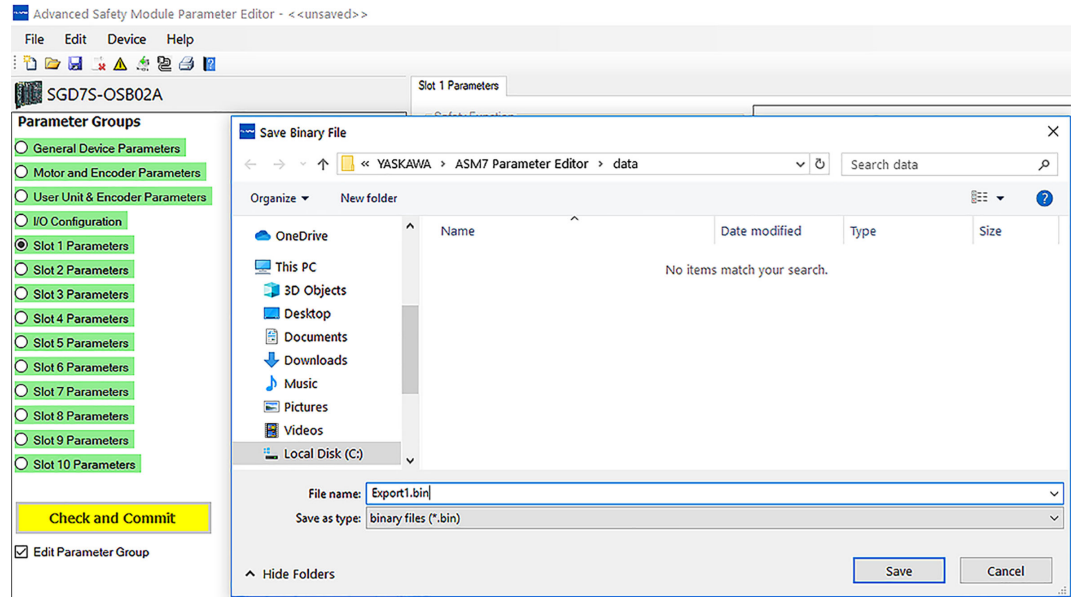 Advanced Safety Module Parameter Editor - <<unsaved>>
File Edit Device Help
SGD7S-OSB02A
Slot 1 Parameters
Parameter Groups
General Device Parameters
Motor and Encoder Parameters
User Unit & Encoder Parameters
I/O Configuration
Slot 1 Parameters
Slot 2 Parameters
Slot 3 Parameters
Slot 4 Parameters
Slot 5 Parameters
Slot 6 Parameters
Slot 7 Parameters
Slot 8 Parameters
Slot 9 Parameters
Slot 10 Parameters
Check and Commit
Edit Parameter Group
Safety Function
Save Binary File
« YASKAWA › ASM7 Parameter Editor › data
Search data
Organize New folder
OneDrive
This PC
3D Objects
Desktop
Documents
Downloads
Music
Pictures
Videos
Local Disk (C:)
Name Date modified Type Size
No items match your search.
File name: Export1.bin
Save as type: binary files (*.bin)
Hide Folders
Save Cancel